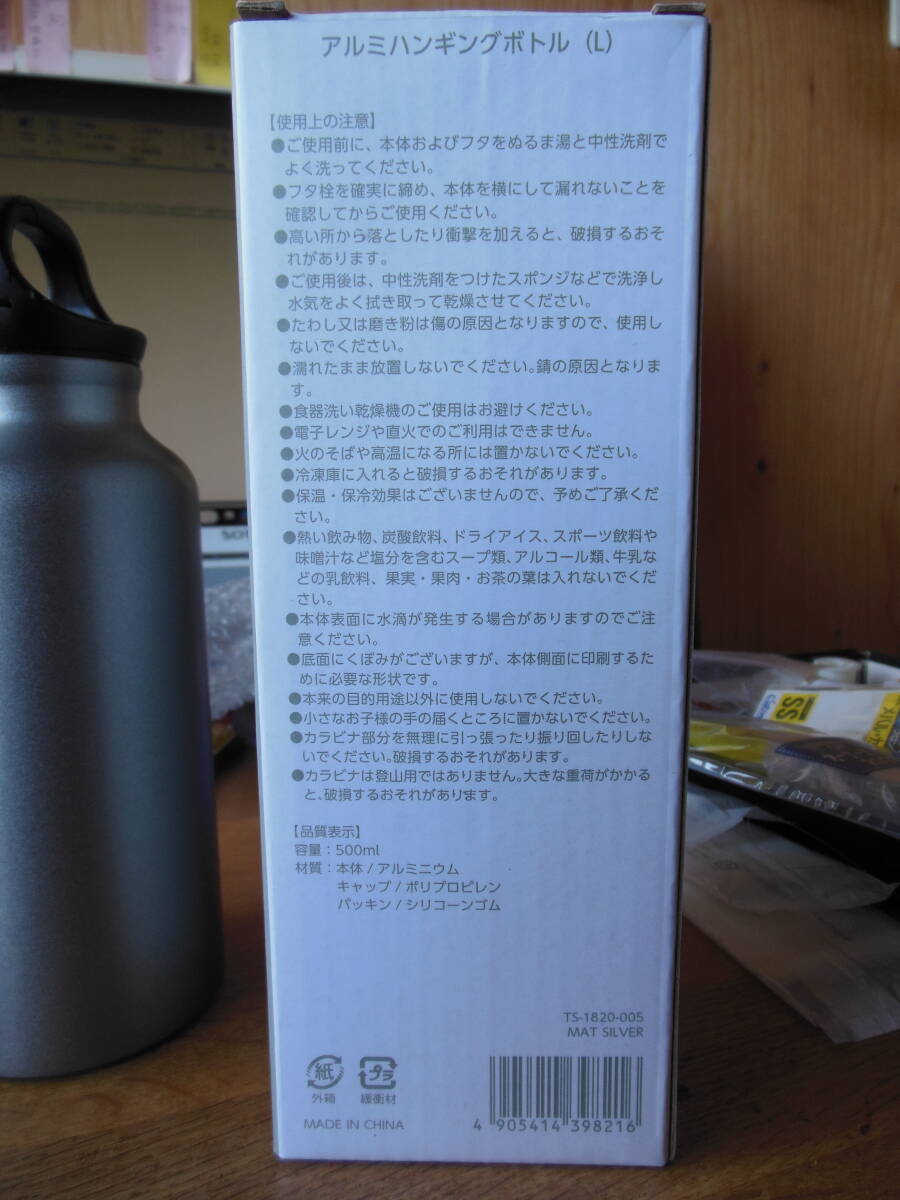 アルミハンギングボトル（L）
【使用上の注意】
●ご使用前に、本体およびフタをぬるま湯と中性洗剤で
よく洗ってください。
●フタ栓を確実に締め、本体を横にして漏れないことを
確認してからご使用ください。
●高い所から落としたり衝撃を加えると、破損するおそ
れがあります。
●ご使用後は、中性洗剤をつけたスポンジなどで洗浄し
水気をよく拭き取って乾燥させてください。
●たわし又は磨き粉は傷の原因となりますので、使用し
ないでください。
●濡れたまま放置しないでください。錆の原因となりま
す。
●食器洗い乾燥機のご使用はお避けください。
●電子レンジや直火でのご利用はできません。
●火のそばや高温になる所には置かないでください。
●冷凍庫に入れると破損するおそれがあります。
●保温・保冷効果はございませんので、予めご了承くだ
さい。
●熱い飲み物、炭酸飲料、ドライアイス、スポーツ飲料や
味噌汁など塩分を含むスープ類、アルコール類、牛乳な
どの乳飲料、果実・果肉・お茶の葉は入れないでくだ
さい。
●本体表面に水滴が発生する場合がありますのでご注
意ください。
●底面にくぼみがございますが、本体側面に印刷するた
めに必要な形状です。
●本来の目的用途以外に使用しないでください。
●小さなお子様の手の届くところに置かないでください。
●カラビナ部分を無理に引っ張ったり振り回したりしな
いでください。破損するおそれがあります。
●カラビナは登山用ではありません。大きな重荷がかかる
と、破損するおそれがあります。
【品質表示】
容量：500ml
材質：本体 / アルミニウム
キャップ / ポリプロピレン
パッキン / シリコーンゴム
TS-1820-005
MAT SILVER
紙 プラ
外箱 緩衝材
MADE IN CHINA
4 905414 398216
SS